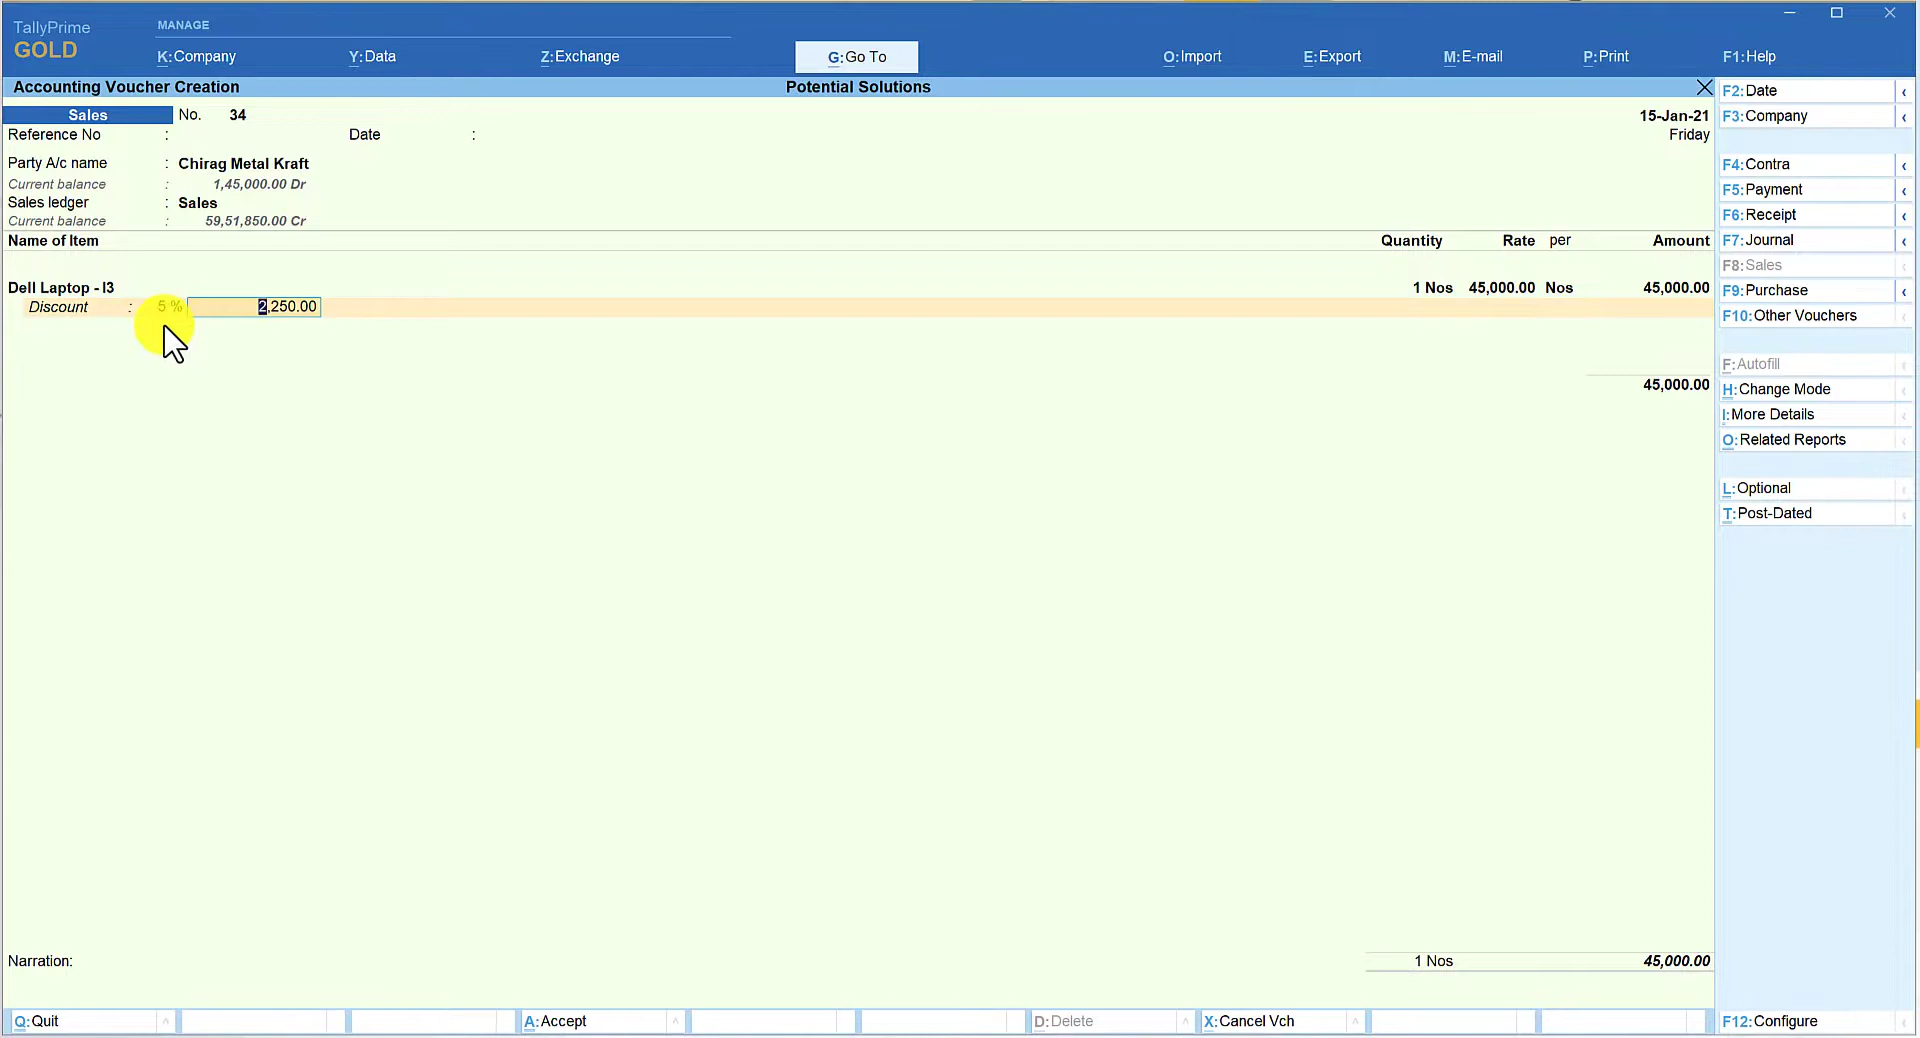 TallyPrime
GOLD
MANAGE
K:Company
Y:Data
Z:Exchange
G:Go To
O:Import
E:Export
M:E-mail
P:Print
F1:Help
Accounting Voucher Creation
Potential Solutions
Sales No. 34
15-Jan-21
Reference No : Date :
Friday
Party A/c name : Chirag Metal Kraft
Current balance : 1,45,000.00 Dr
Sales ledger : Sales
Current balance : 59,51,850.00 Cr
Name of Item Quantity Rate per Amount
Dell Laptop - I3 1 Nos 45,000.00 Nos 45,000.00
Discount : 5 % 2,250.00
45,000.00
Narration: 1 Nos 45,000.00
F2:Date
F3:Company
F4:Contra
F5:Payment
F6:Receipt
F7:Journal
F8:Sales
F9:Purchase
F10:Other Vouchers
F:Autofill
H:Change Mode
I:More Details
O:Related Reports
L:Optional
T:Post-Dated
Q:Quit
A:Accept
D:Delete
X:Cancel Vch
F12:Configure